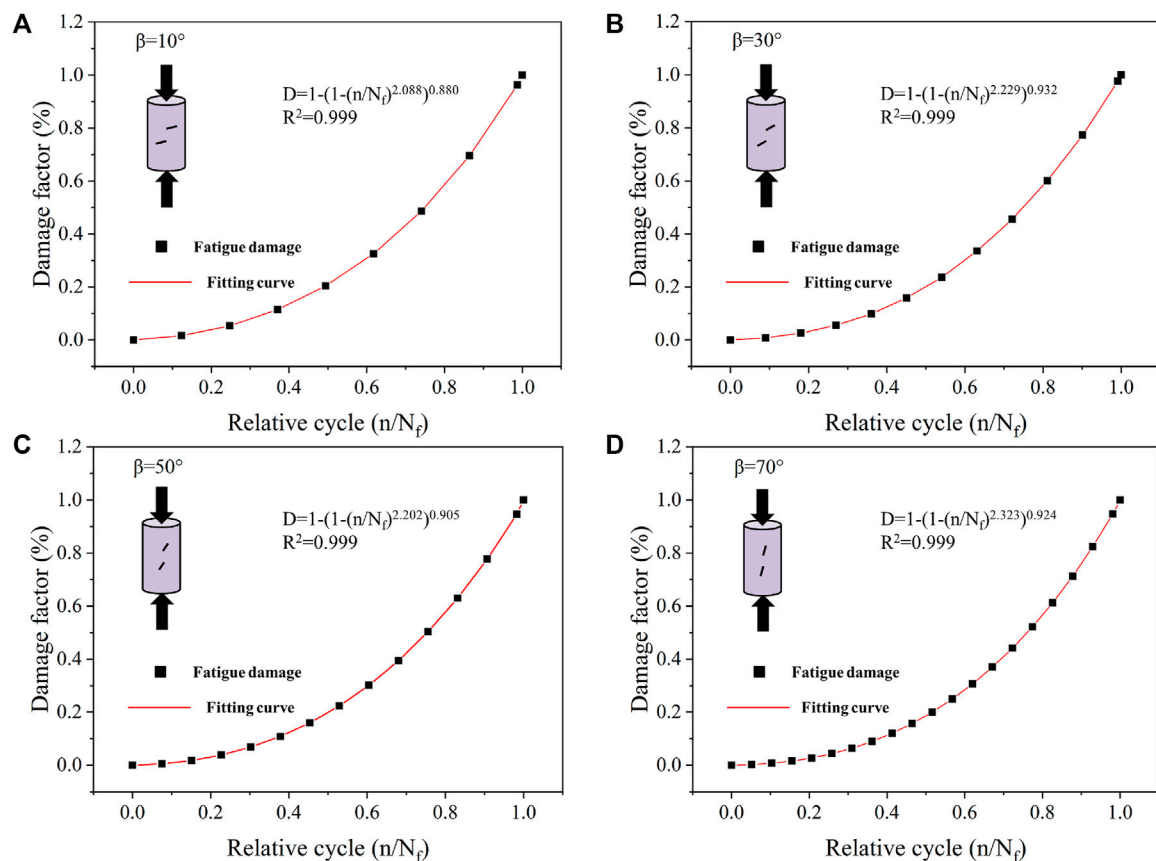 A
β=10°
D=1-(1-(n/Nf)^2.088)^0.880
R²=0.999
Fatigue damage
Fitting curve
Damage factor (%)
1.2
1.0
0.8
0.6
0.4
0.2
0.0
0.0 0.2 0.4 0.6 0.8 1.0
Relative cycle (n/Nf)
B
β=30°
D=1-(1-(n/Nf)^2.229)^0.932
R²=0.999
Fatigue damage
Fitting curve
Damage factor (%)
1.2
1.0
0.8
0.6
0.4
0.2
0.0
0.0 0.2 0.4 0.6 0.8 1.0
Relative cycle (n/Nf)
C
β=50°
D=1-(1-(n/Nf)^2.202)^0.905
R²=0.999
Fatigue damage
Fitting curve
Damage factor (%)
1.2
1.0
0.8
0.6
0.4
0.2
0.0
0.0 0.2 0.4 0.6 0.8 1.0
Relative cycle (n/Nf)
D
β=70°
D=1-(1-(n/Nf)^2.323)^0.924
R²=0.999
Fatigue damage
Fitting curve
Damage factor (%)
1.2
1.0
0.8
0.6
0.4
0.2
0.0
0.0 0.2 0.4 0.6 0.8 1.0
Relative cycle (n/Nf)